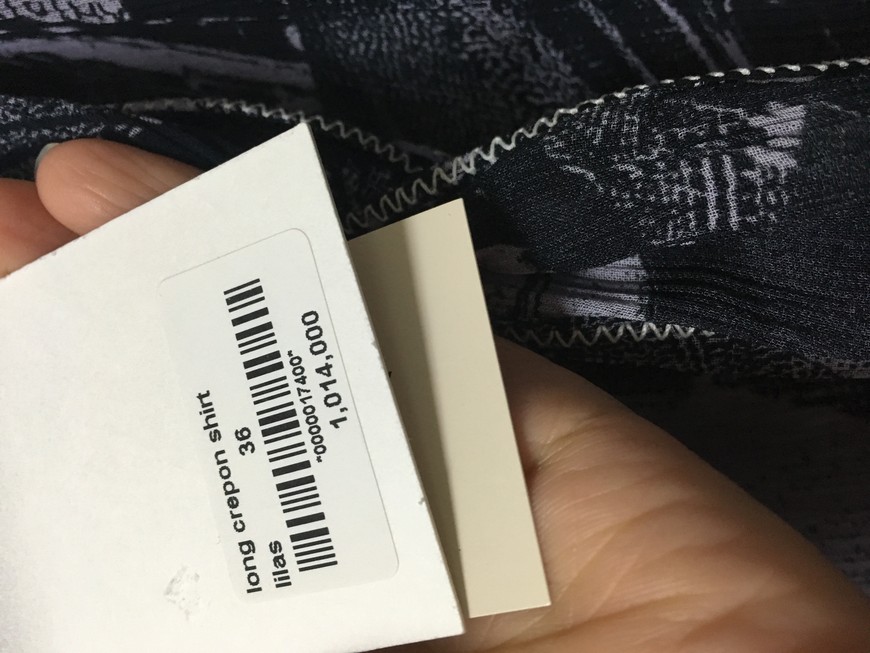 long crepon shirt
lilas 36
*0000017400*
1,014,000